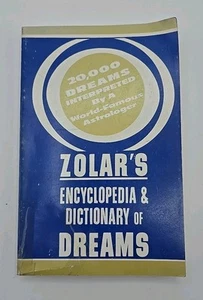 20,000
DREAMS
INTERPRETED
By A
World-Famous
Astrologer
ZOLAR'S
ENCYCLOPEDIA &
DICTIONARY OF
DREAMS